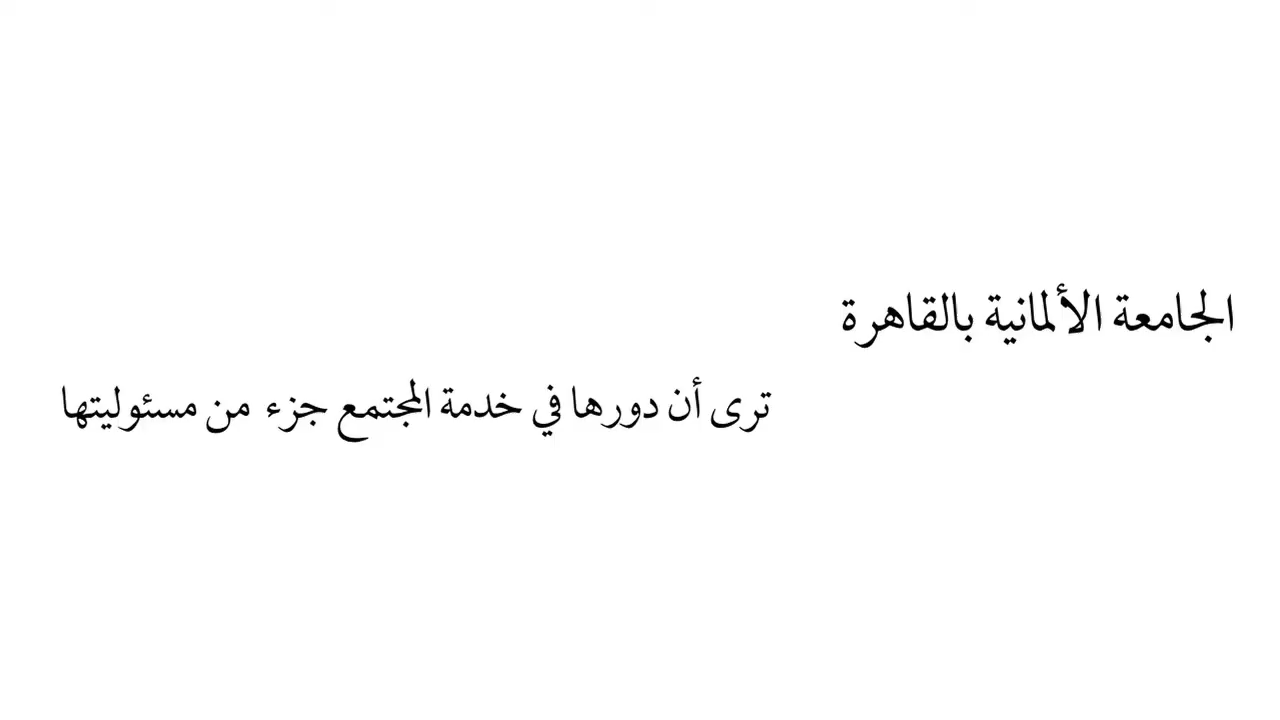 الجامعة الألمانية بالقاهرة
ترى أن دورها في خدمة المجتمع جزء من مسئوليتها